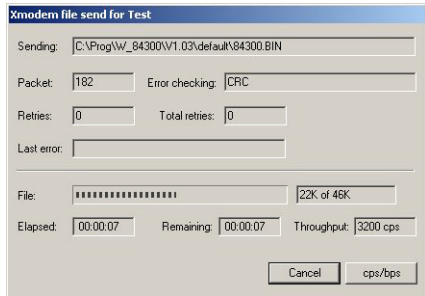 Xmodem file send for Test
Sending: C:\Prog\W_84300\V1.03\default\84300.BIN
Packet: 182 Error checking: CRC
Retries: 0 Total retries: 0
Last error:
File: 22K of 46K
Elapsed: 00:00:07 Remaining: 00:00:07 Throughput: 3200 cps
Cancel cps/bps